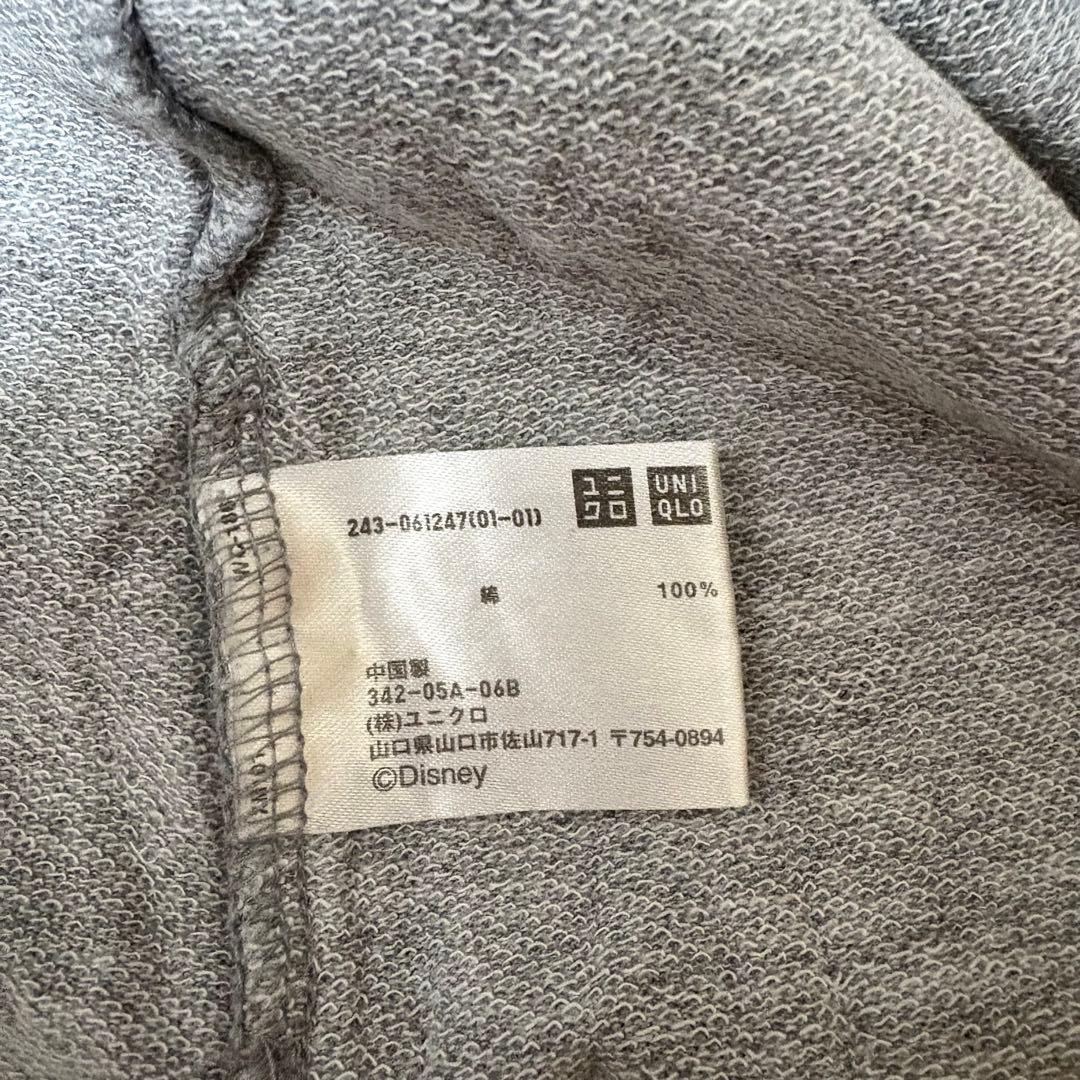 243-061247(01-01)
ユニ
クロ
UNI
QLO
綿 100%
中国製
342-05A-06B
(株)ユニクロ
山口県山口市佐山717-1 〒754-0894
©Disney